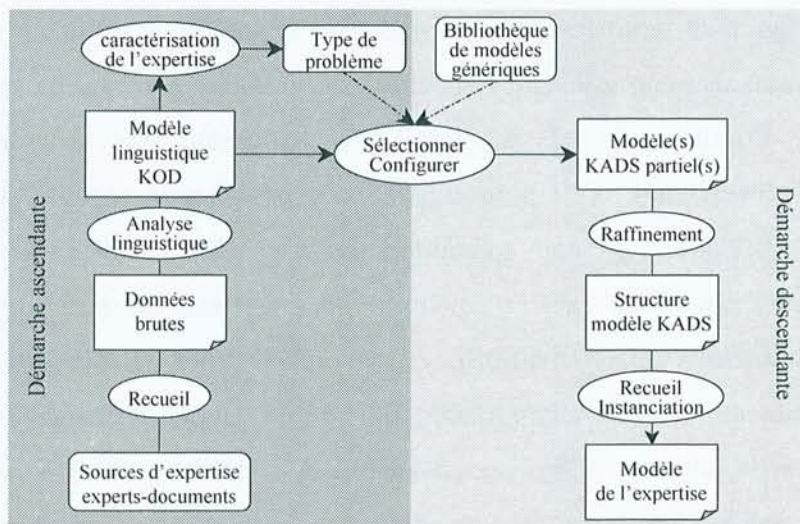 caractérisation
de l'expertise
Type de
problème
Bibliothèque
de modèles
génériques
Modèle
linguistique
KOD
Sélectionner
Configurer
Modèle(s)
KADS partiel(s)
Analyse
linguistique
Raffinement
Données
brutes
Structure
modèle KADS
Recueil
Recueil
Instanciation
Sources d'expertise
experts-documents
Modèle
de l'expertise
Démarche ascendante
Démarche descendante